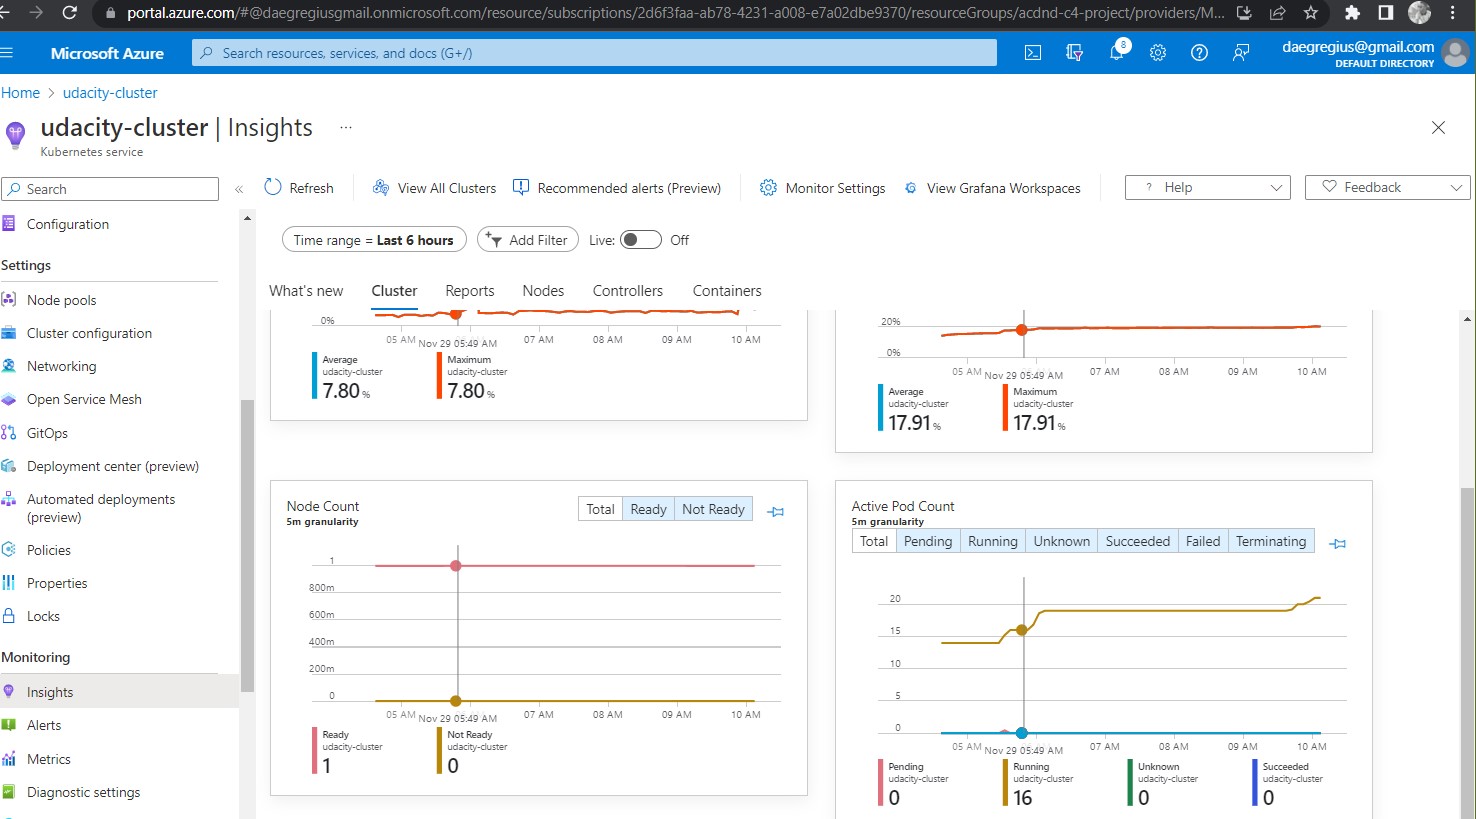 portal.azure.com/#@daegregiusgmail.onmicrosoft.com/resource/subscriptions/2d6f3faa-ab78-4231-a008-e7a02dbe9370/resourceGroups/acdnd-c4-project/providers/M...
Microsoft Azure
Search resources, services, and docs (G+/)
8
daegregius@gmail.com
DEFAULT DIRECTORY
Home > udacity-cluster
udacity-cluster | Insights ...
Kubernetes service
Search
«
Refresh
View All Clusters
Recommended alerts (Preview)
Monitor Settings
View Grafana Workspaces
? Help
Feedback
Configuration
Settings
Node pools
Cluster configuration
Networking
Open Service Mesh
GitOps
Deployment center (preview)
Automated deployments
(preview)
Policies
Properties
Locks
Monitoring
Insights
Alerts
Metrics
Diagnostic settings
Time range = Last 6 hours
Add Filter
Live:
Off
What's new
Cluster
Reports
Nodes
Controllers
Containers
0%
05 AM
Nov 29 05:49 AM
07 AM
08 AM
09 AM
10 AM
Average
udacity-cluster
7.80 %
Maximum
udacity-cluster
7.80 %
20%
0%
05 AM
Nov 29 05:49 AM
07 AM
08 AM
09 AM
10 AM
Average
udacity-cluster
17.91 %
Maximum
udacity-cluster
17.91 %
Node Count
5m granularity
Total
Ready
Not Ready
1
800m
600m
400m
200m
0
05 AM
Nov 29 05:49 AM
07 AM
08 AM
09 AM
10 AM
Ready
udacity-cluster
1
Not Ready
udacity-cluster
0
Active Pod Count
5m granularity
Total
Pending
Running
Unknown
Succeeded
Failed
Terminating
20
15
10
5
0
05 AM
Nov 29 05:49 AM
07 AM
08 AM
09 AM
10 AM
Pending
udacity-cluster
0
Running
udacity-cluster
16
Unknown
udacity-cluster
0
Succeeded
udacity-cluster
0